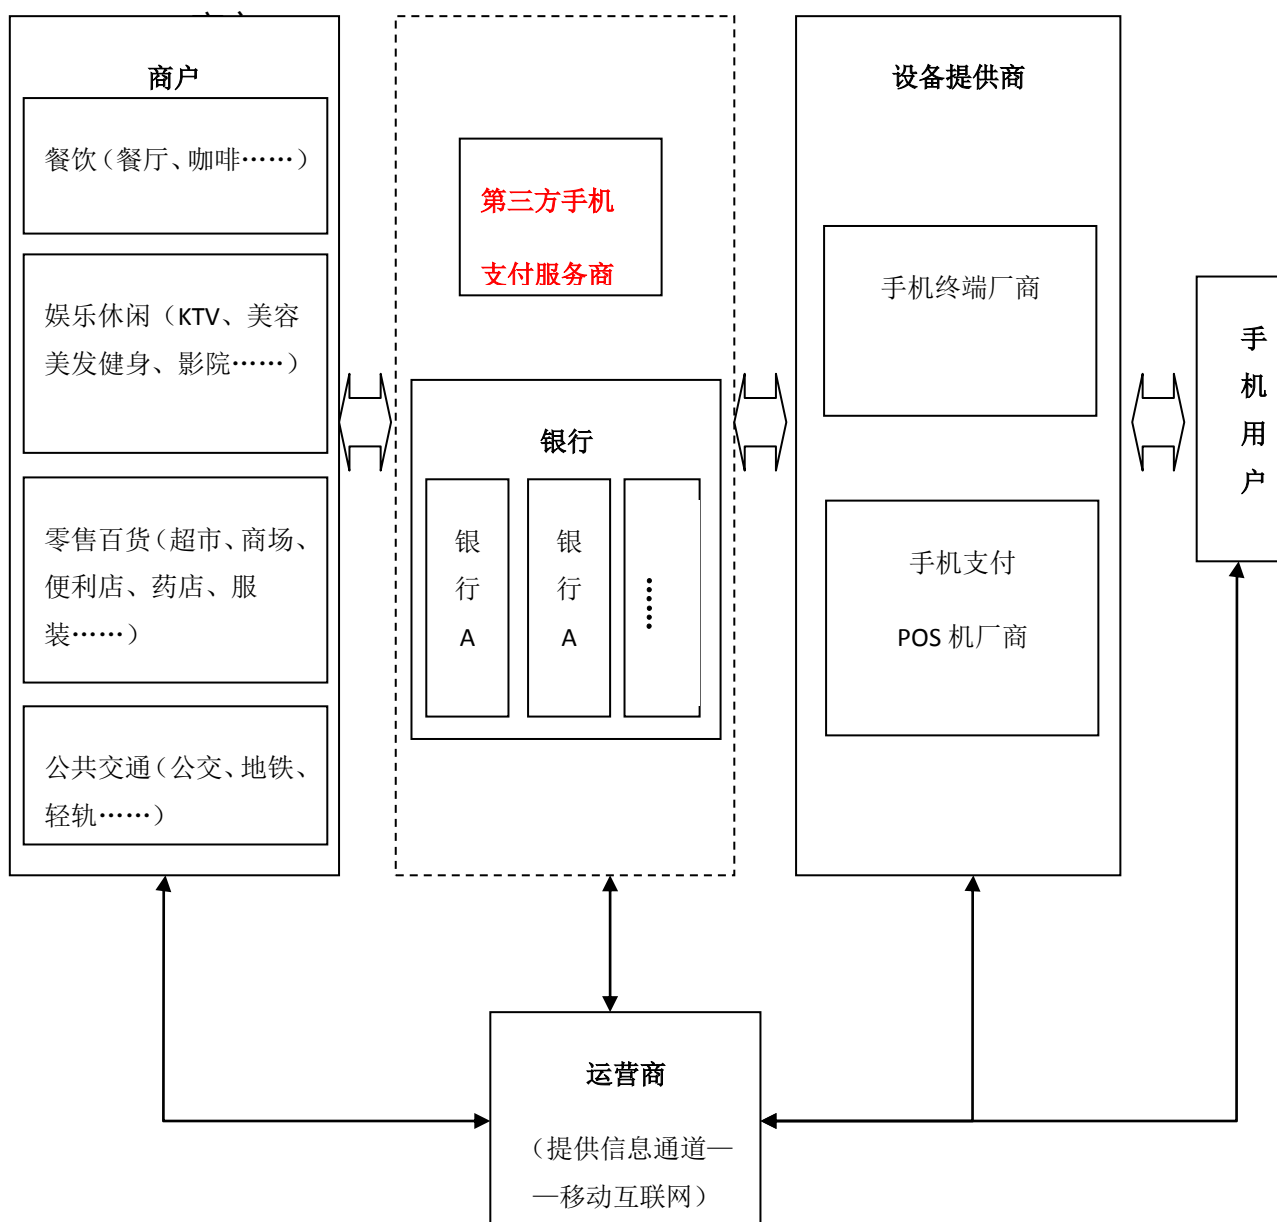 商户
餐饮（餐厅、咖啡……）
娱乐休闲（KTV、美容
美发健身、影院……）
零售百货（超市、商场、
便利店、药店、服
装……）
公共交通（公交、地铁、
轻轨……）
第三方手机
支付服务商
银行
银
行
A
银
行
A
……
设备提供商
手机终端厂商
手机支付
POS 机厂商
手
机
用
户
运营商
（提供信息通道—
—移动互联网）